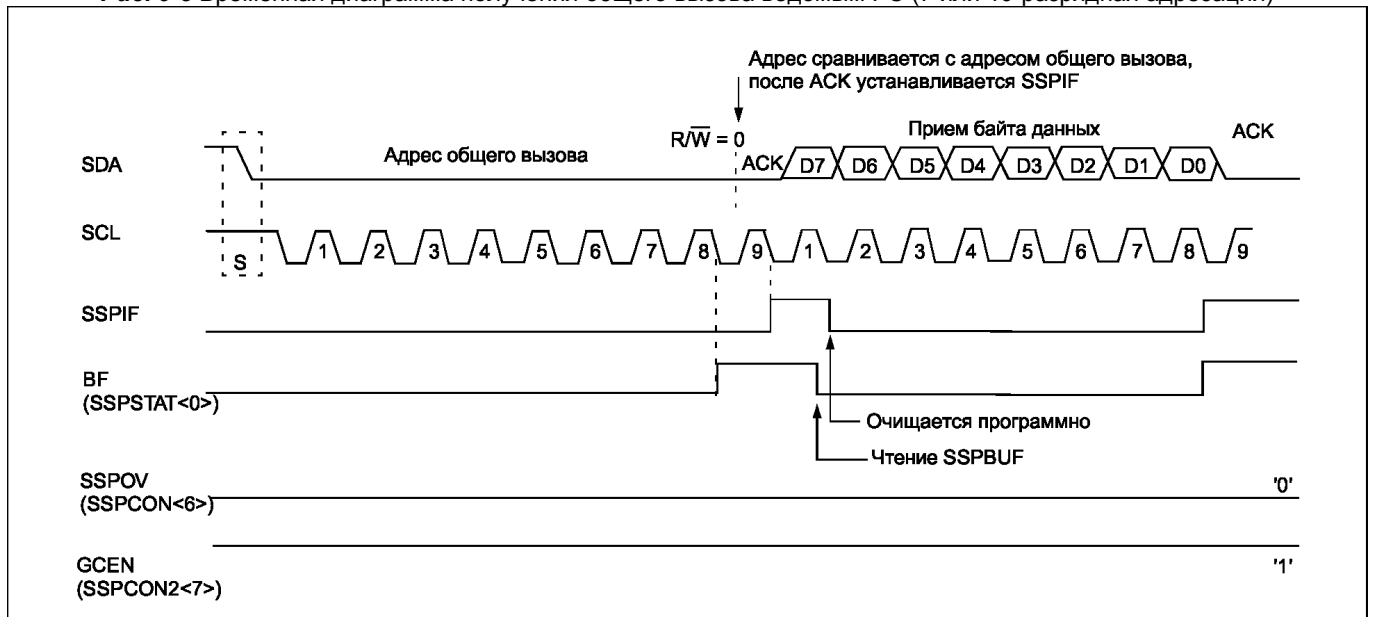 Адрес сравнивается с адресом общего вызова,
после ACK устанавливается SSPIF
R/W = 0
Прием байта данных
ACK
SDA
Адрес общего вызова
ACK D7 D6 D5 D4 D3 D2 D1 D0
SCL
S
1 2 3 4 5 6 7 8 9 1 2 3 4 5 6 7 8 9
SSPIF
BF
(SSPSTAT<0>)
Очищается программно
Чтение SSPBUF
SSPOV
(SSPCON<6>)
'0'
GCEN
(SSPCON2<7>)
'1'